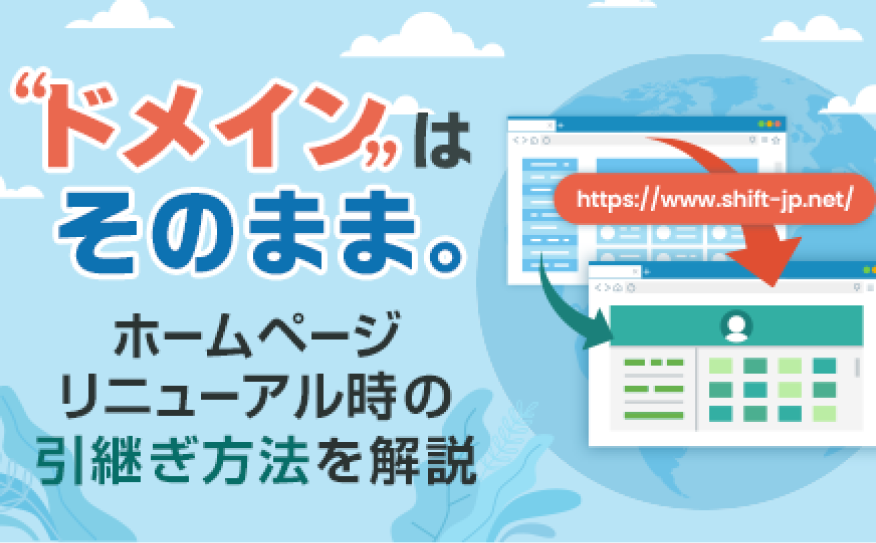 “ドメイン”は
そのまま。
ホームページ
リニューアル時の
引継ぎ方法を解説
https://www.shift-jp.net/